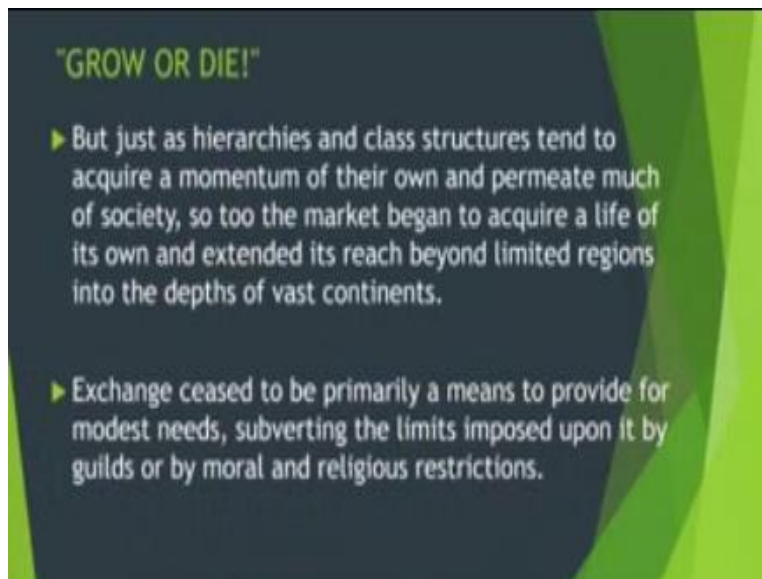 "GROW OR DIE!"
But just as hierarchies and class structures tend to
acquire a momentum of their own and permeate much
of society, so too the market began to acquire a life of
its own and extended its reach beyond limited regions
into the depths of vast continents.
Exchange ceased to be primarily a means to provide for
modest needs, subverting the limits imposed upon it by
guilds or by moral and religious restrictions.